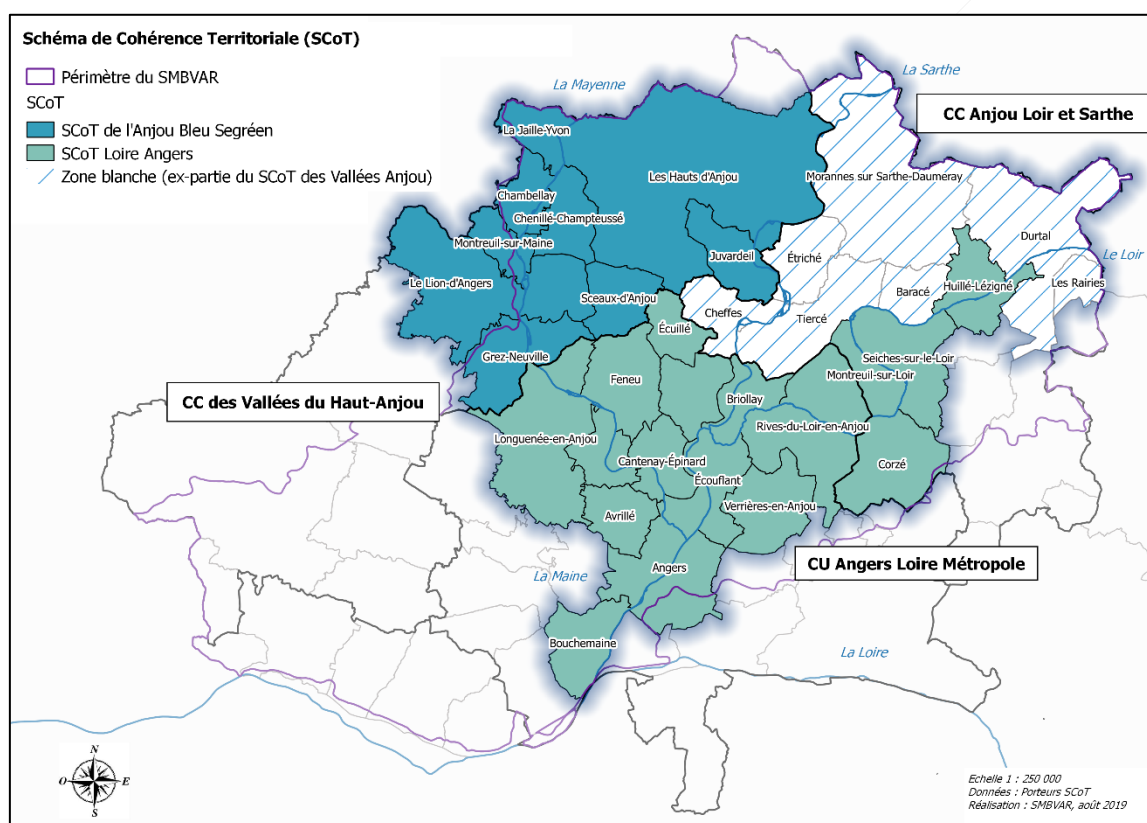 Schéma de Cohérence Territoriale (SCoT)
Périmètre du SMBVAR
SCoT
SCoT de l'Anjou Bleu Segréen
SCoT Loire Angers
Zone blanche (ex-partie du SCoT des Vallées Anjou)
La Mayenne
La Sarthe
CC Anjou Loir et Sarthe
La Jaille-Yvon
Les Hauts d'Anjou
Morannes sur Sarthe-Daumeray
Chambellay
Chenillé-Champteussé
Montreuil-sur-Maine
Juvardeil
Étriché
Durtal
Le Loir
Le Lion-d'Angers
Sceaux-d'Anjou
Baracé
Huillé-Lézigné
Les Rairies
Cheffes
Tiercé
Écuillé
Grez-Neuville
Seiches-sur-le-Loir
Feneu
Montreuil-sur-Loir
CC des Vallées du Haut-Anjou
Briollay
Rives-du-Loir-en-Anjou
Longuenée-en-Anjou
Cantenay-Épinard
Corzé
Écouflant
Verrières-en-Anjou
Avrillé
CU Angers Loire Métropole
Angers
La Maine
Bouchemaine
La Loire
N
O
E
S
Echelle 1 : 250 000
Données : Porteurs SCoT
Réalisation : SMBVAR, août 2019